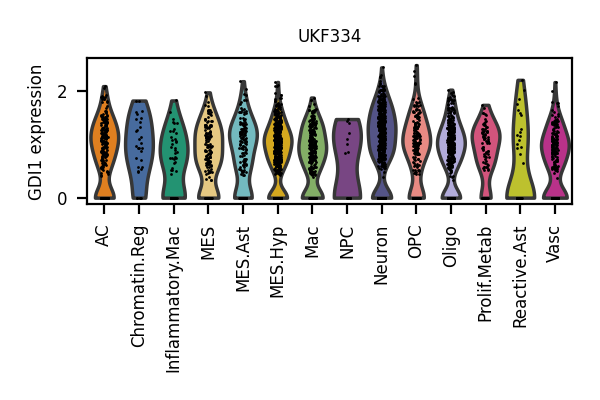 UKF334
GDI1 expression
2
0
AC
Chromatin.Reg
Inflammatory.Mac
MES
MES.Ast
MES.Hyp
Mac
NPC
Neuron
OPC
Oligo
Prolif.Metab
Reactive.Ast
Vasc